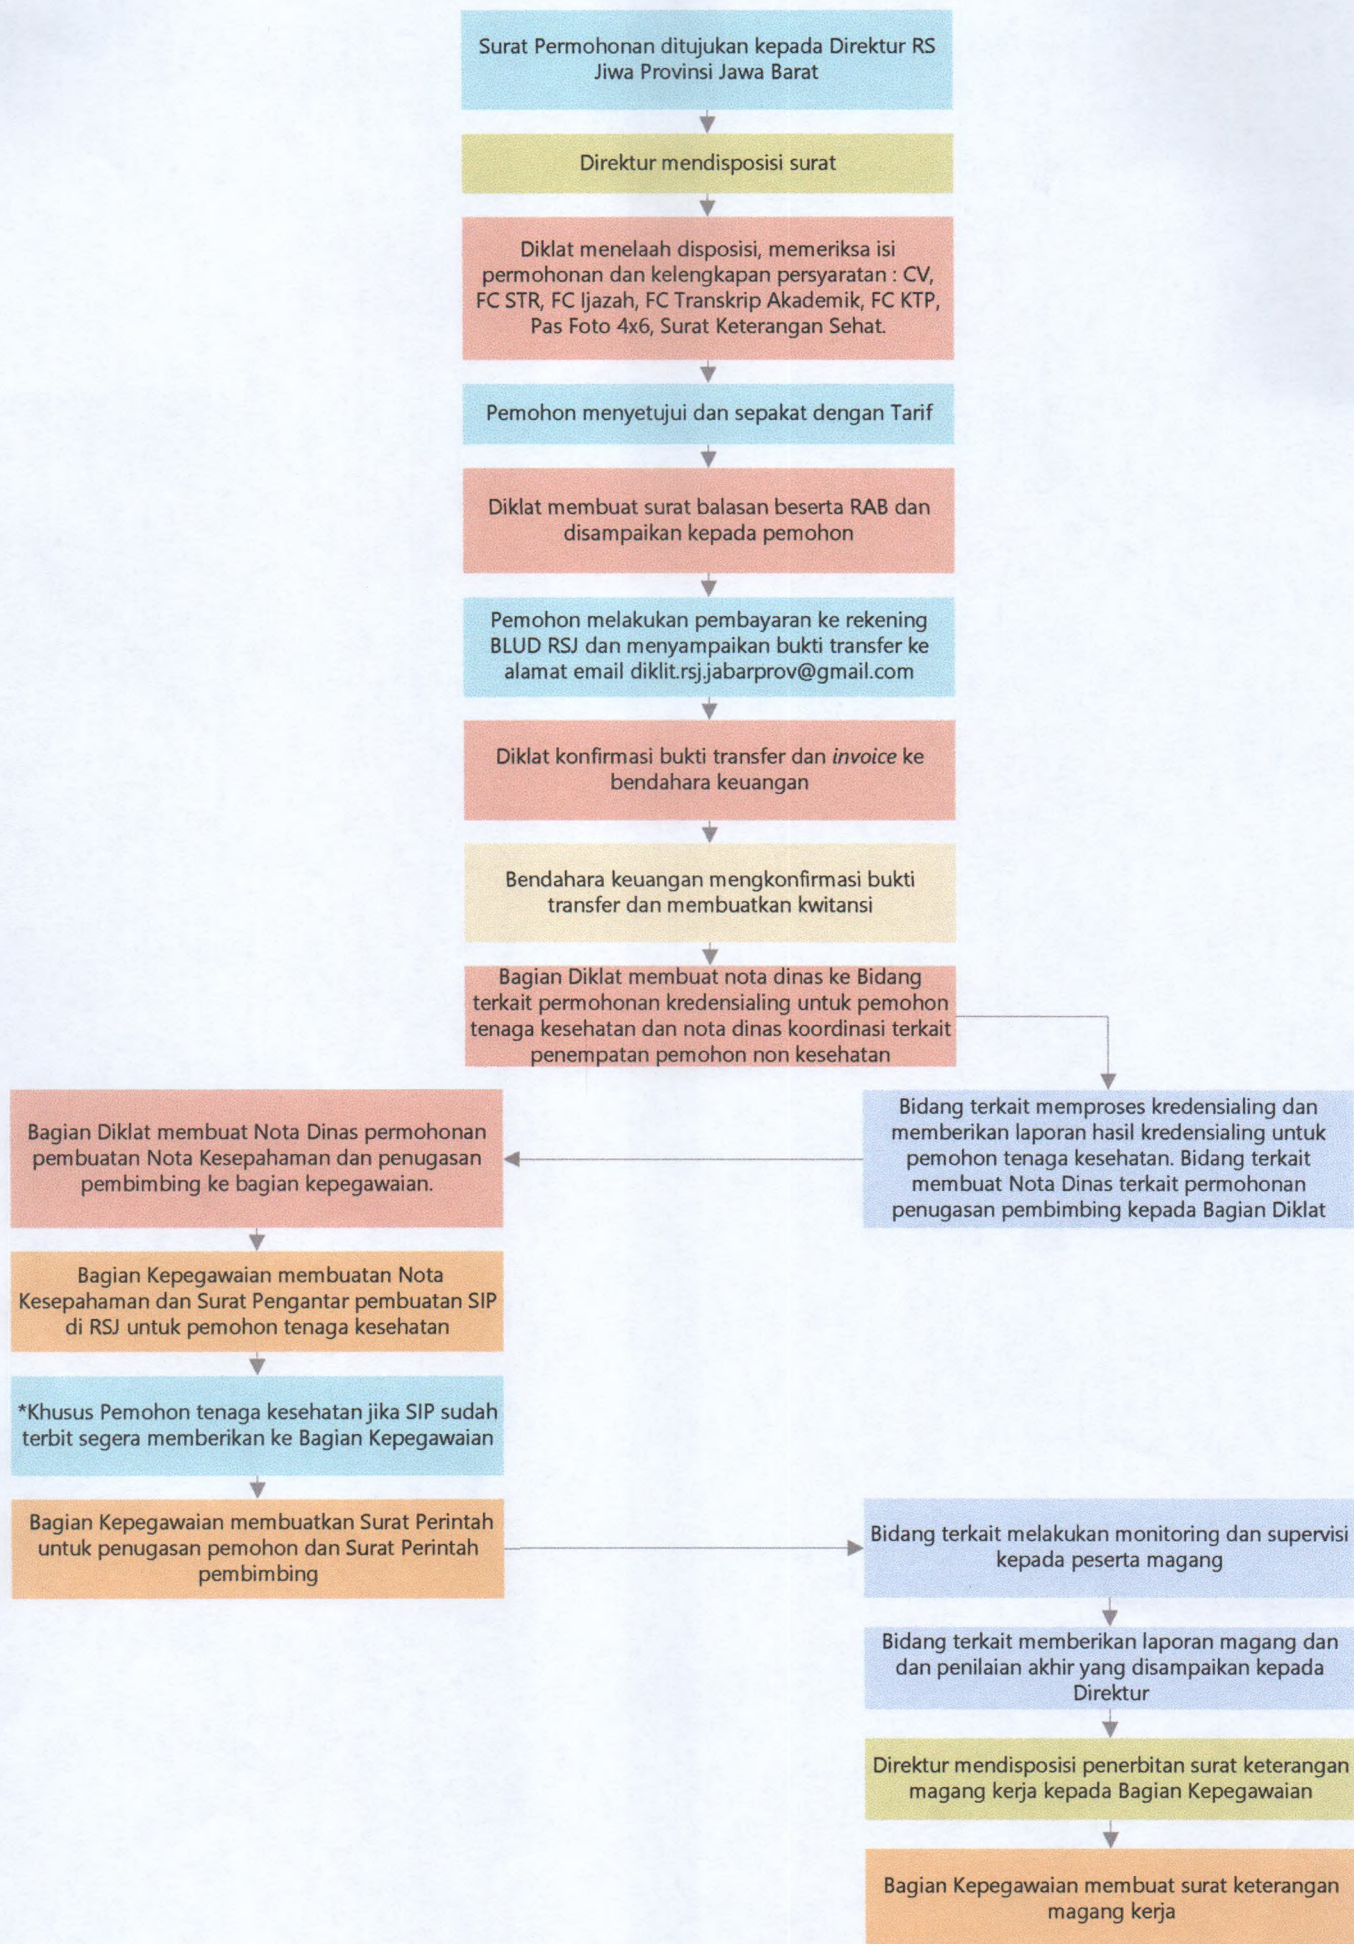 Surat Permohonan ditujukan kepada Direktur RS
Jiwa Provinsi Jawa Barat
Direktur mendisposisi surat
Diklat menelaah disposisi, memeriksa isi
permohonan dan kelengkapan persyaratan : CV,
FC STR, FC Ijazah, FC Transkrip Akademik, FC KTP,
Pas Foto 4x6, Surat Keterangan Sehat.
Pemohon menyetujui dan sepakat dengan Tarif
Diklat membuat surat balasan beserta RAB dan
disampaikan kepada pemohon
Pemohon melakukan pembayaran ke rekening
BLUD RSJ dan menyampaikan bukti transfer ke
alamat email diklit.rsj.jabarprov@gmail.com
Diklat konfirmasi bukti transfer dan invoice ke
bendahara keuangan
Bendahara keuangan mengkonfirmasi bukti
transfer dan membuatkan kwitansi
Bagian Diklat membuat nota dinas ke Bidang
terkait permohonan kredensialing untuk pemohon
tenaga kesehatan dan nota dinas koordinasi terkait
penempatan pemohon non kesehatan
Bidang terkait memproses kredensialing dan
memberikan laporan hasil kredensialing untuk
pemohon tenaga kesehatan. Bidang terkait
membuat Nota Dinas terkait permohonan
penugasan pembimbing kepada Bagian Diklat
Bagian Diklat membuat Nota Dinas permohonan
pembuatan Nota Kesepahaman dan penugasan
pembimbing ke bagian kepegawaian.
Bagian Kepegawaian membuatan Nota
Kesepahaman dan Surat Pengantar pembuatan SIP
di RSJ untuk pemohon tenaga kesehatan
*Khusus Pemohon tenaga kesehatan jika SIP sudah
terbit segera memberikan ke Bagian Kepegawaian
Bagian Kepegawaian membuatkan Surat Perintah
untuk penugasan pemohon dan Surat Perintah
pembimbing
Bidang terkait melakukan monitoring dan supervisi
kepada peserta magang
Bidang terkait memberikan laporan magang dan
dan penilaian akhir yang disampaikan kepada
Direktur
Direktur mendisposisi penerbitan surat keterangan
magang kerja kepada Bagian Kepegawaian
Bagian Kepegawaian membuat surat keterangan
magang kerja